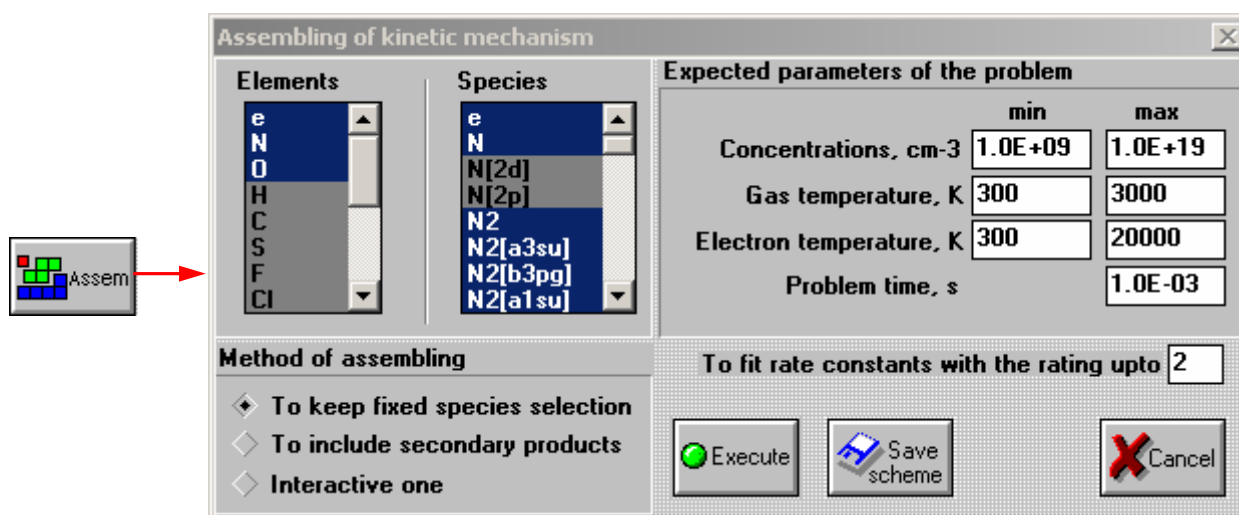 Assem
Assembling of kinetic mechanism
Elements
e
N
O
H
C
S
F
Cl
Species
e
N
N[2d]
N[2p]
N2
N2[a3su]
N2[b3pg]
N2[a1su]
Expected parameters of the problem
min max
Concentrations, cm-3 1.0E+09 1.0E+19
Gas temperature, K 300 3000
Electron temperature, K 300 20000
Problem time, s 1.0E-03
Method of assembling
To keep fixed species selection
To include secondary products
Interactive one
To fit rate constants with the rating upto 2
Execute
Save
scheme
Cancel